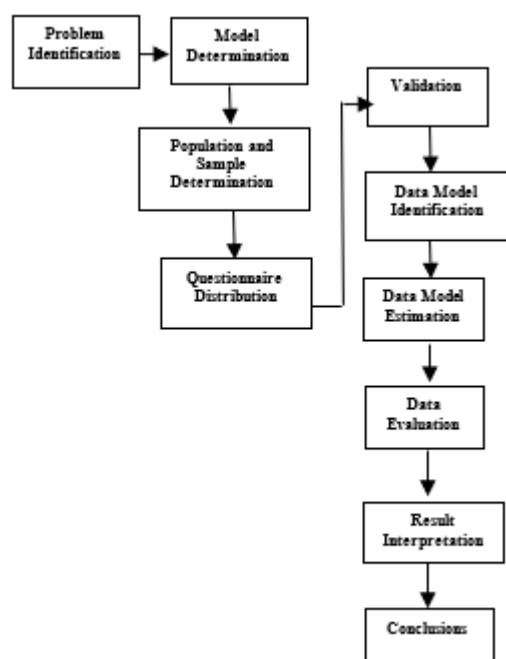 Problem
Identification
Model
Determination
Population and
Sample
Determination
Questionnaire
Distribution
Validation
Data Model
Identification
Data Model
Estimation
Data
Evaluation
Result
Interpretation
Conclusions